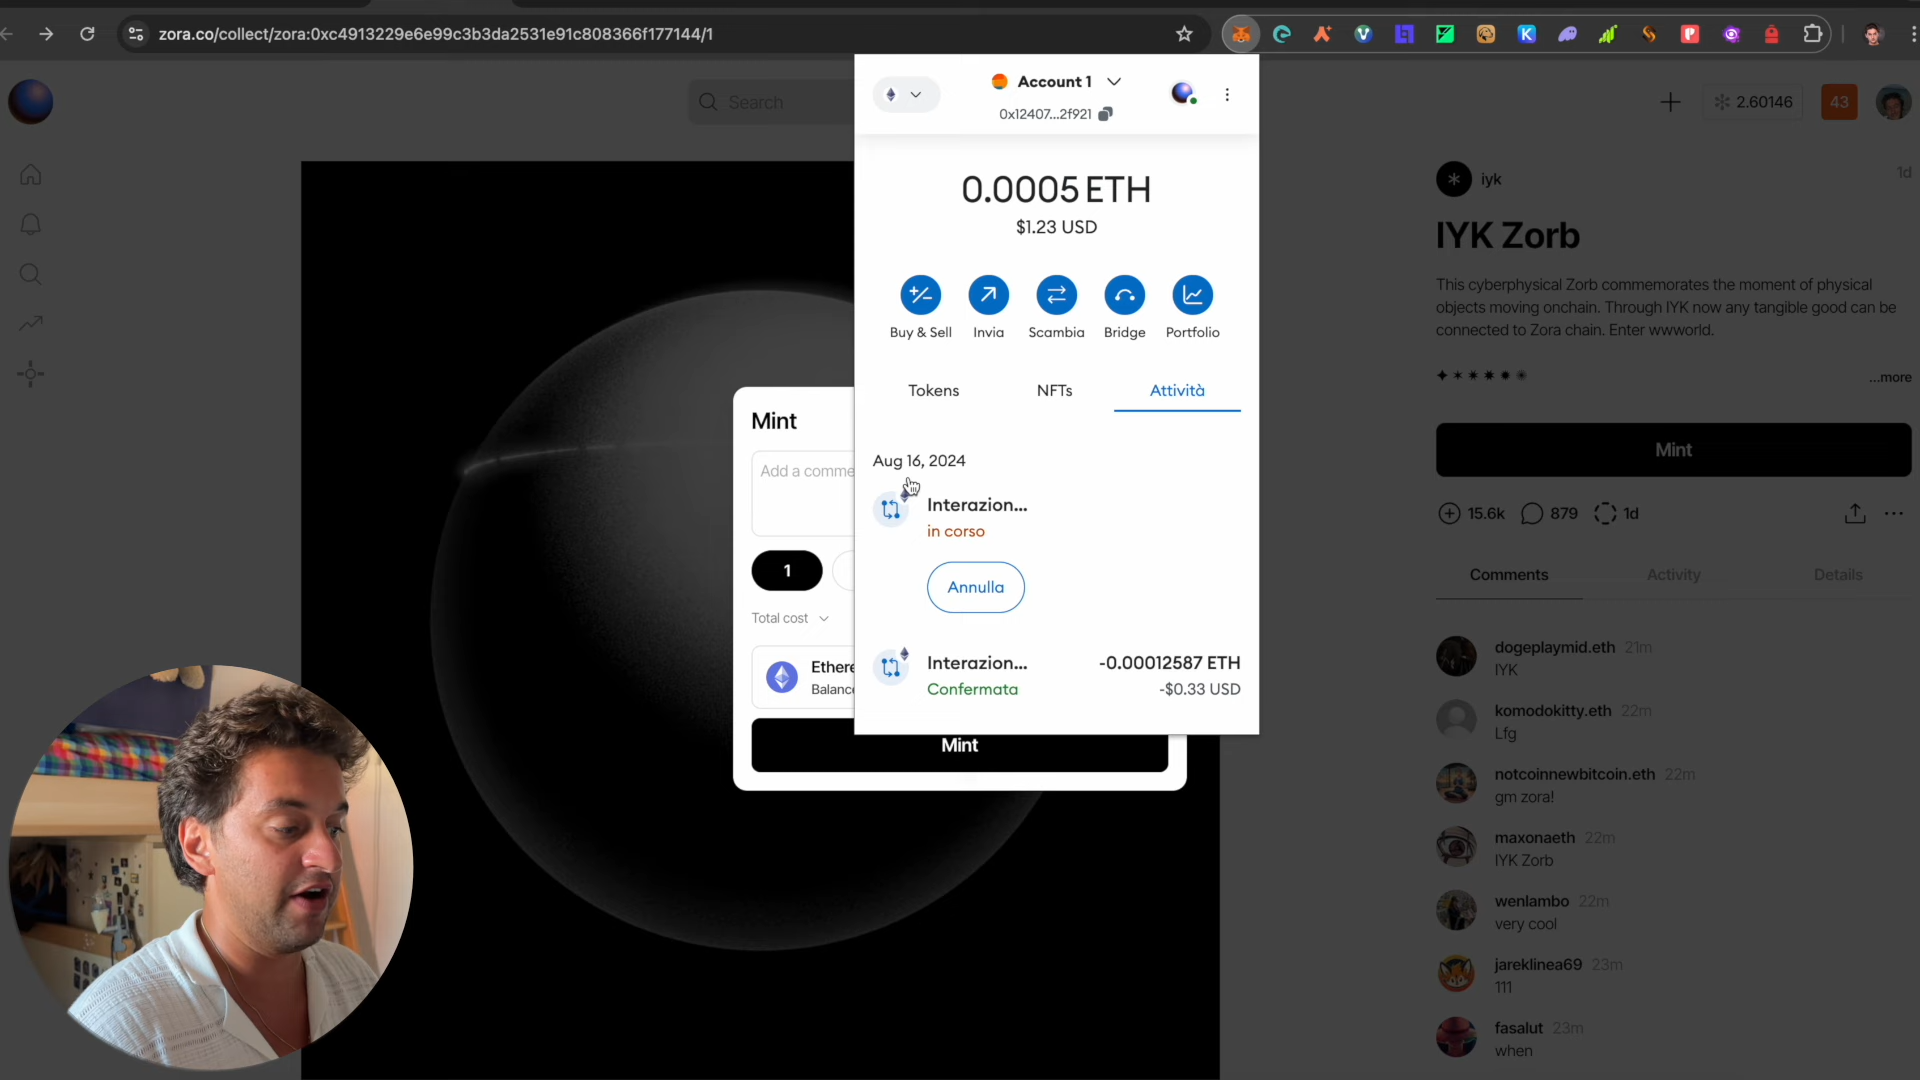 zora.co/collect/zora:0xc4913229e6e99c3b3da2531e91c808366f177144/1
Search
2.60146
43
Account 1
0x12407...2f921
0.0005 ETH
$1.23 USD
Buy & Sell
Invia
Scambia
Bridge
Portfolio
Tokens
NFTs
Attività
Aug 16, 2024
Interazion...
in corso
Annulla
Interazion...
-0.00012587 ETH
Confermata
-$0.33 USD
Mint
Add a comme
1
Total cost
Ethere
Balance
Mint
iyk
1d
IYK Zorb
This cyberphysical Zorb commemorates the moment of physical
objects moving onchain. Through IYK now any tangible good can be
connected to Zora chain. Enter wwworld.
...more
Mint
15.6k
879
1d
Comments
Activity
Details
dogeplaymid.eth 21m
IYK
komodokitty.eth 22m
Lfg
notcoinnewbitcoin.eth 22m
gm zora!
maxonaeth 22m
IYK Zorb
wenlambo 22m
very cool
jareklinea69 23m
111
fasalut 23m
when